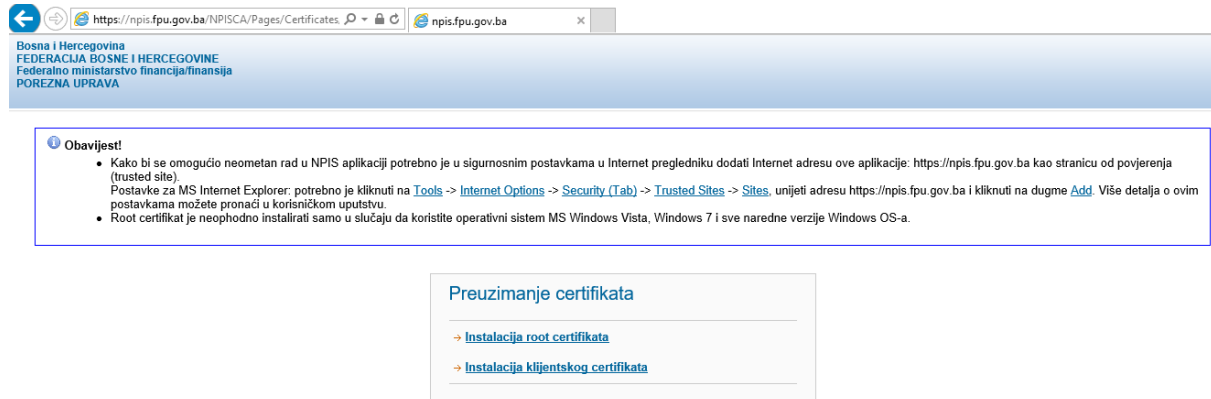 https://npis.fpu.gov.ba/NPISCA/Pages/Certificates.
npis.fpu.gov.ba
Bosna i Hercegovina
FEDERACIJA BOSNE I HERCEGOVINE
Federalno ministarstvo financija/finansija
POREZNA UPRAVA
Obavijest!
Kako bi se omogućio neometan rad u NPIS aplikaciji potrebno je u sigurnosnim postavkama u Internet pregledniku dodati Internet adresu ove aplikacije: https://npis.fpu.gov.ba kao stranicu od povjerenja
(trusted site).
Postavke za MS Internet Explorer: potrebno je kliknuti na Tools -> Internet Options -> Security (Tab) -> Trusted Sites -> Sites, unijeti adresu https://npis.fpu.gov.ba i kliknuti na dugme Add. Više detalja o ovim
postavkama možete pronaći u korisničkom uputstvu.
Root certifikat je neophodno instalirati samo u slučaju da koristite operativni sistem MS Windows Vista, Windows 7 i sve naredne verzije Windows OS-a.
Preuzimanje certifikata
Instalacija root certifikata
Instalacija klijentskog certifikata